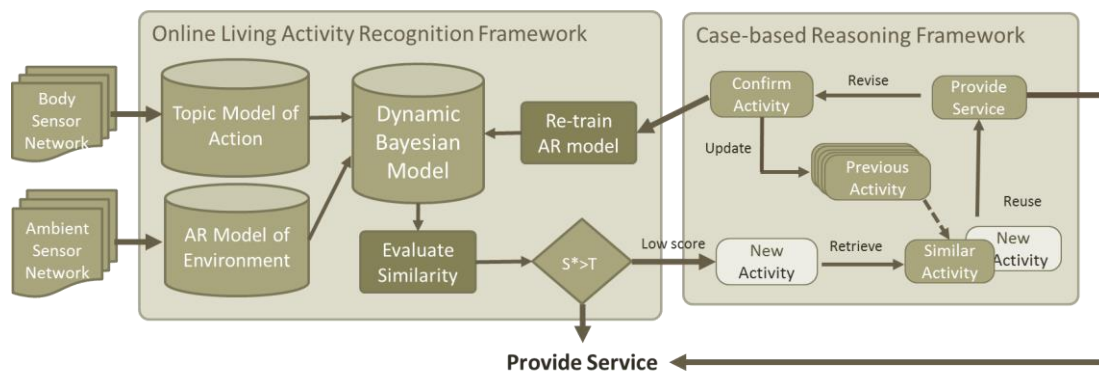 Online Living Activity Recognition Framework
Body
Sensor
Network
Topic Model of
Action
Dynamic
Bayesian
Model
Re-train
AR model
Ambient
Sensor
Network
AR Model of
Environment
Evaluate
Similarity
S*>T
Low score
Case-based Reasoning Framework
Confirm
Activity
Revise
Provide
Service
Update
Previous
Activity
Reuse
New
Activity
Retrieve
Similar
Activity
New
Activity
Provide Service